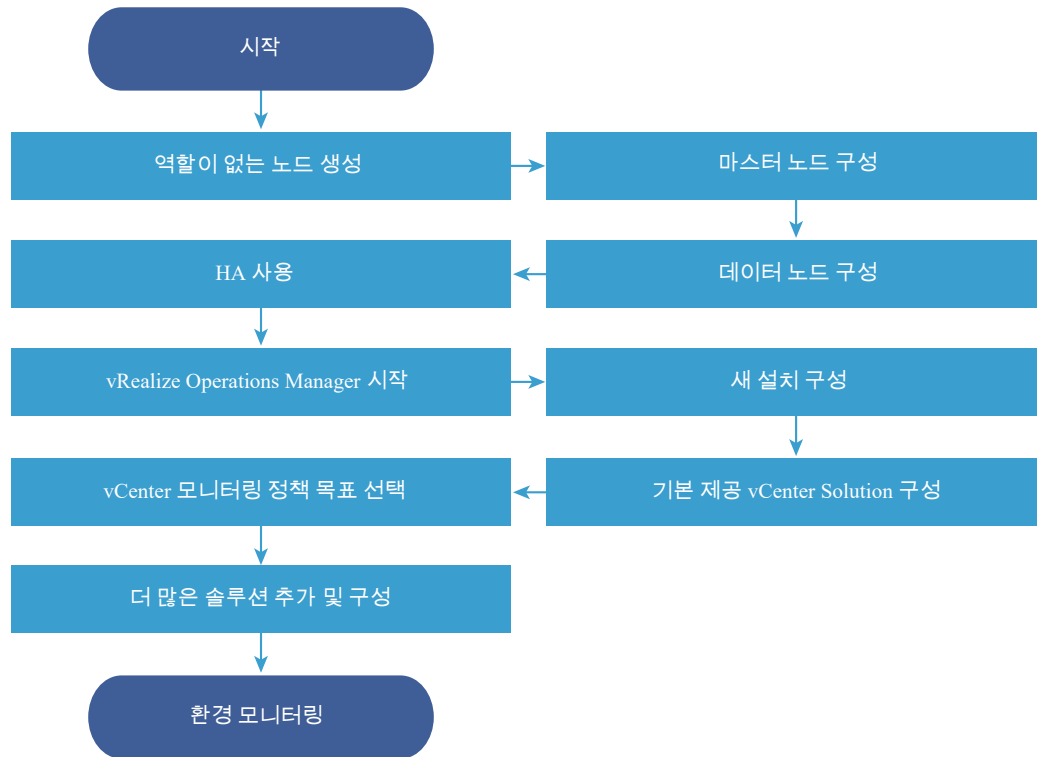 시작
역할이 없는 노드 생성
마스터 노드 구성
데이터 노드 구성
HA 사용
vRealize Operations Manager 시작
새 설치 구성
기본 제공 vCenter Solution 구성
vCenter 모니터링 정책 목표 선택
더 많은 솔루션 추가 및 구성
환경 모니터링